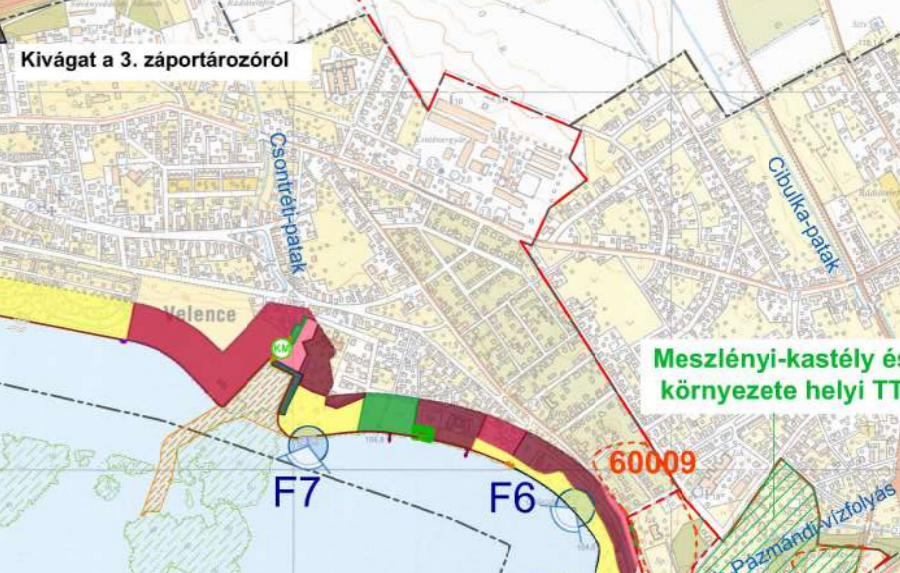 Kivágat a 3. záportározóról
Csontréti-patak
Cibulka-patak
Velence
KM
Meszlényi-kastély és
környezete helyi TT
60009
F7
F6
Pázmándi-vízfolyás